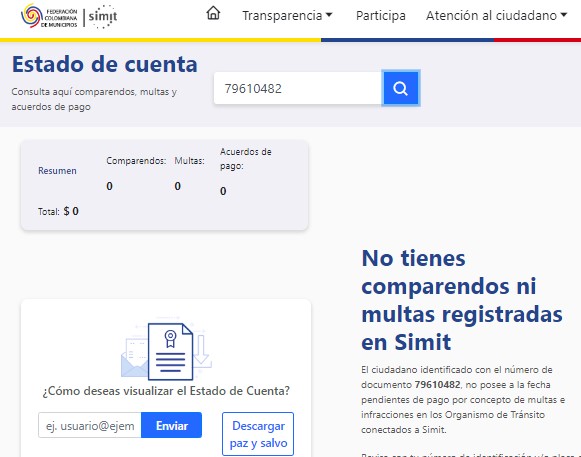 FEDERACIÓN
COLOMBIANA
DE MUNICIPIOS
simit
Transparencia
Participa
Atención al ciudadano
Estado de cuenta
Consulta aquí comparendos, multas y
acuerdos de pago
79610482
Resumen
Comparendos:
0
Multas:
0
Acuerdos de
pago:
0
Total: $ 0
No tienes
comparendos ni
multas registradas
en Simit
El ciudadano identificado con el número de
documento 79610482, no posee a la fecha
pendientes de pago por concepto de multas e
infracciones en los Organismo de Tránsito
conectados a Simit.
¿Cómo deseas visualizar el Estado de Cuenta?
ej. usuario@ejem
Enviar
Descargar
paz y salvo